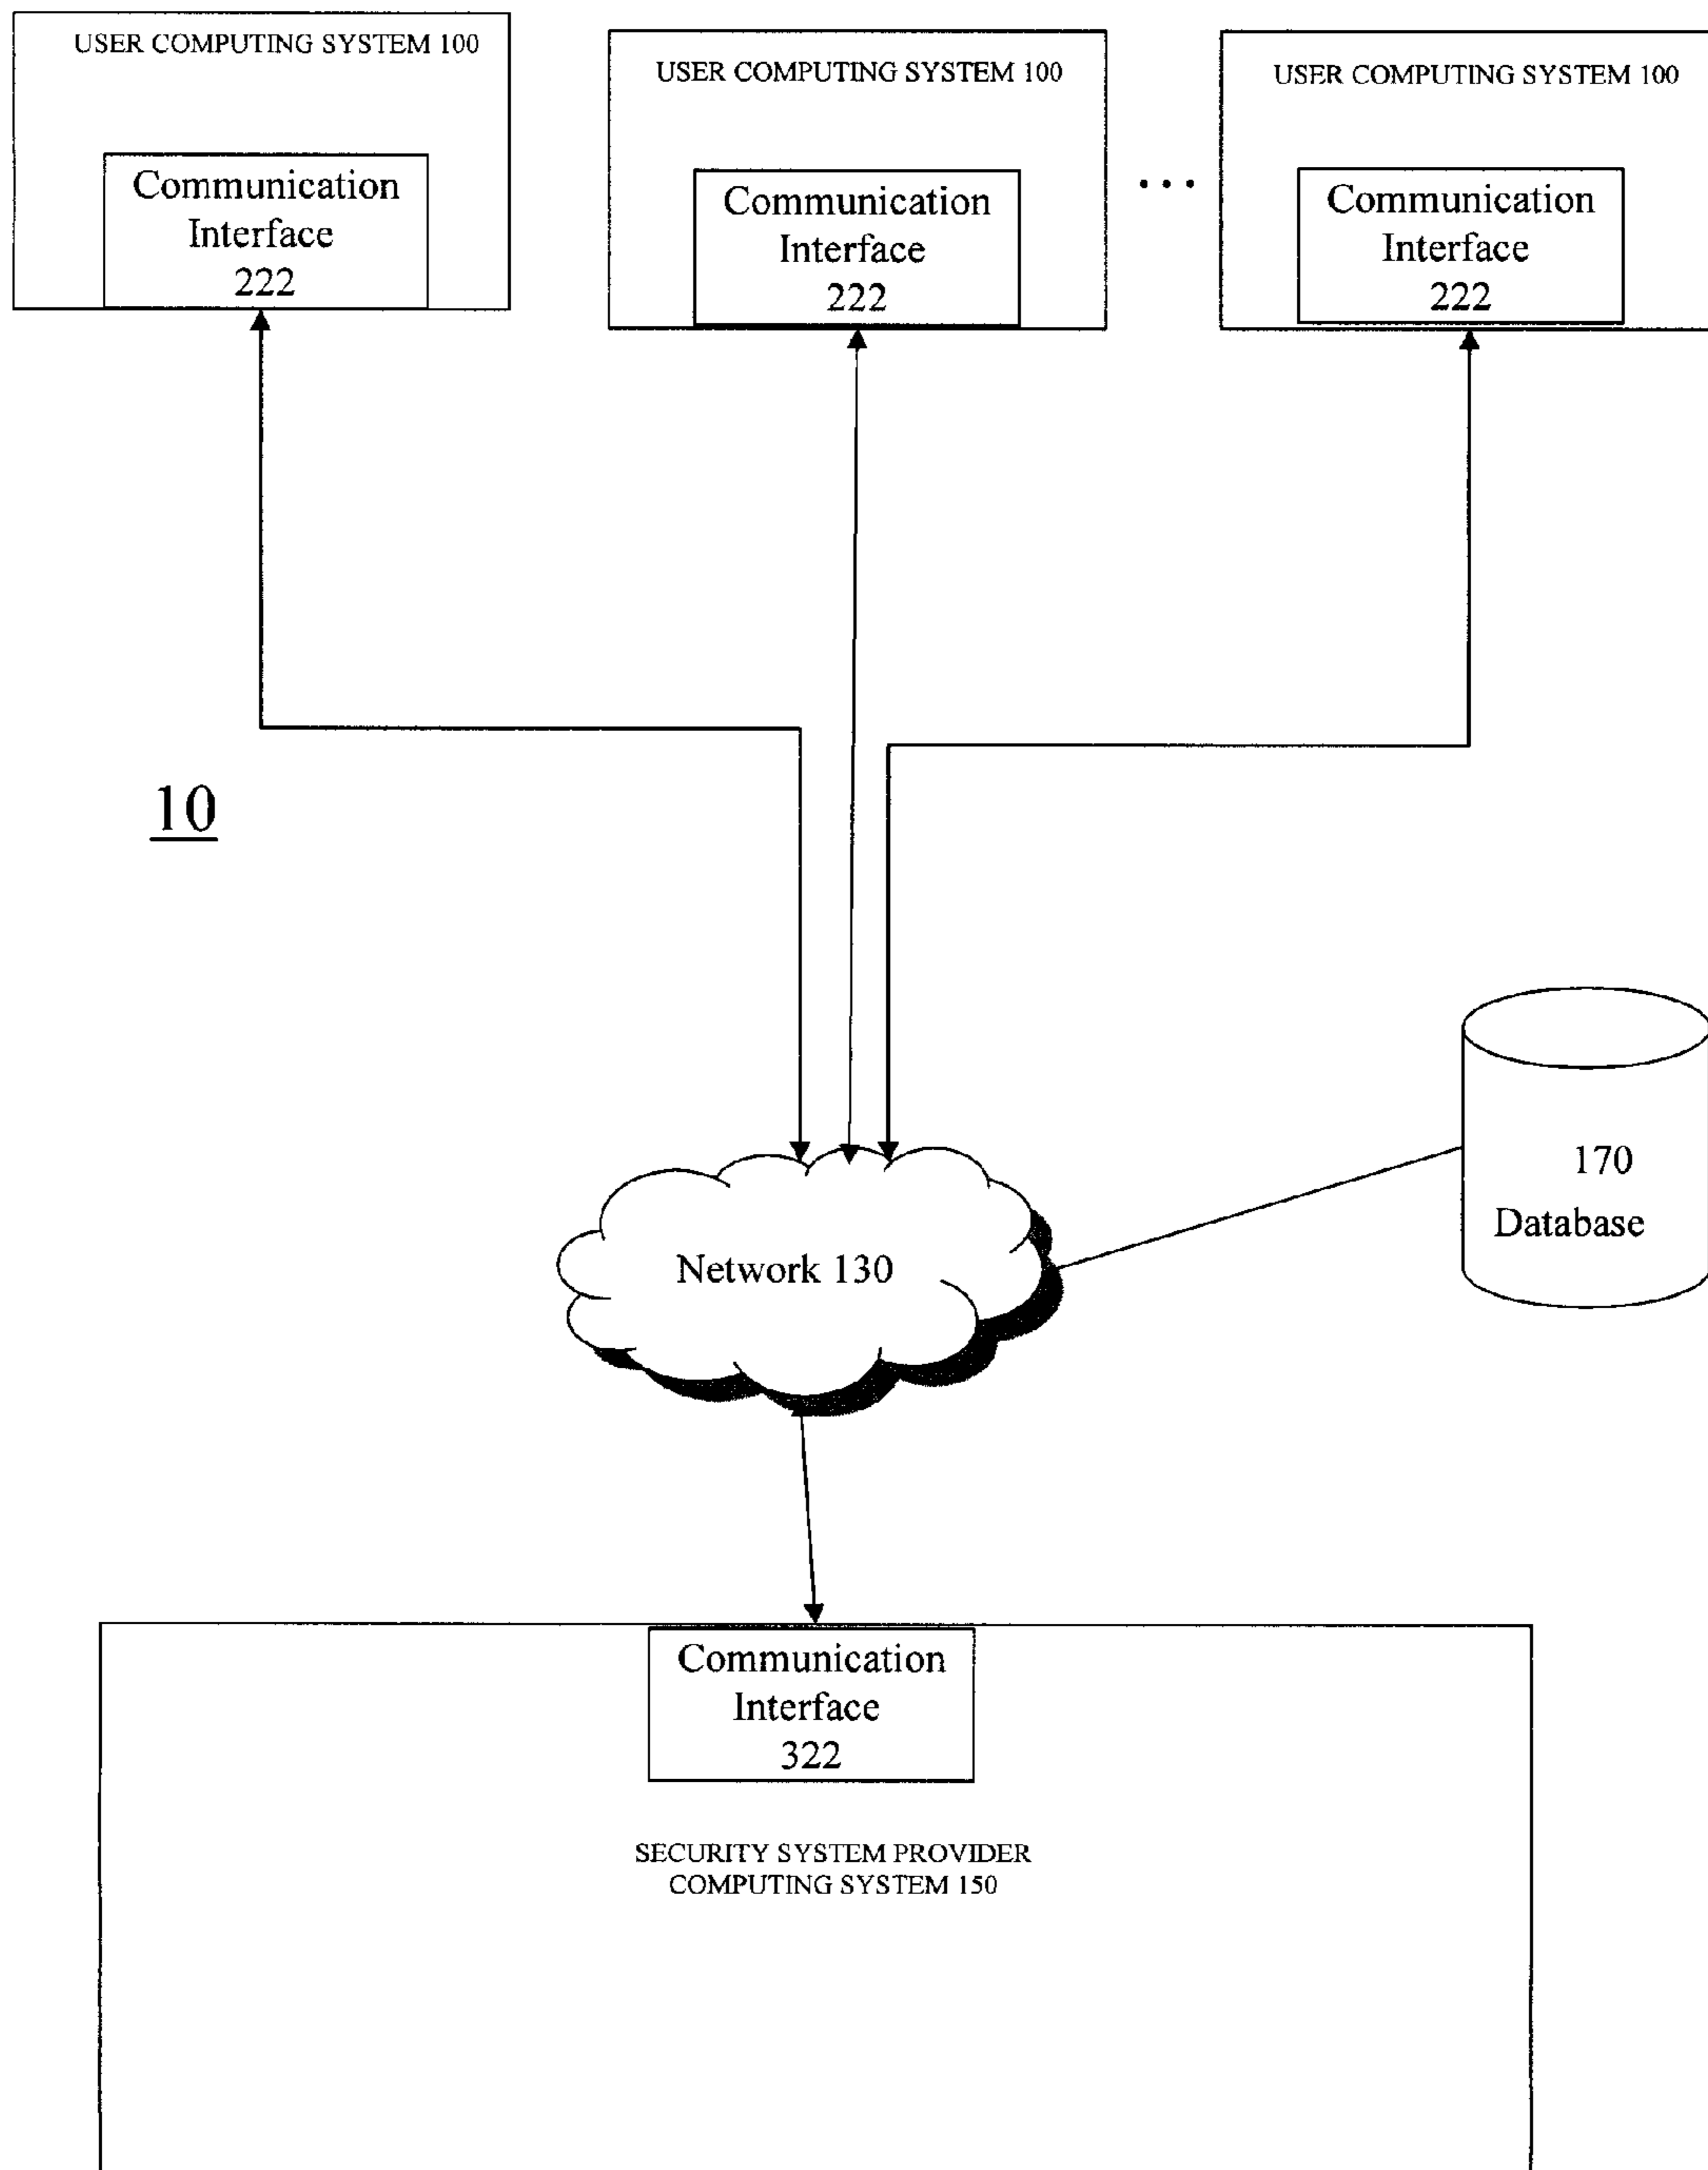 USER COMPUTING SYSTEM 100
Communication
Interface
222
USER COMPUTING SYSTEM 100
Communication
Interface
222
...
USER COMPUTING SYSTEM 100
Communication
Interface
222
10
170
Database
Network 130
Communication
Interface
322
SECURITY SYSTEM PROVIDER
COMPUTING SYSTEM 150